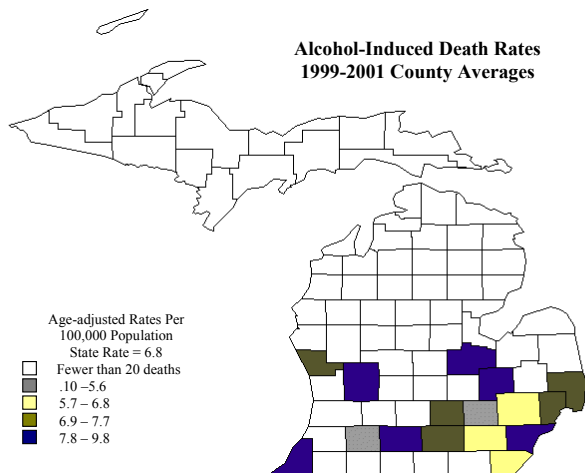 Alcohol-Induced Death Rates
1999-2001 County Averages
Age-adjusted Rates Per
100,000 Population
State Rate = 6.8
Fewer than 20 deaths
.10 –5.6
5.7 – 6.8
6.9 – 7.7
7.8 – 9.8